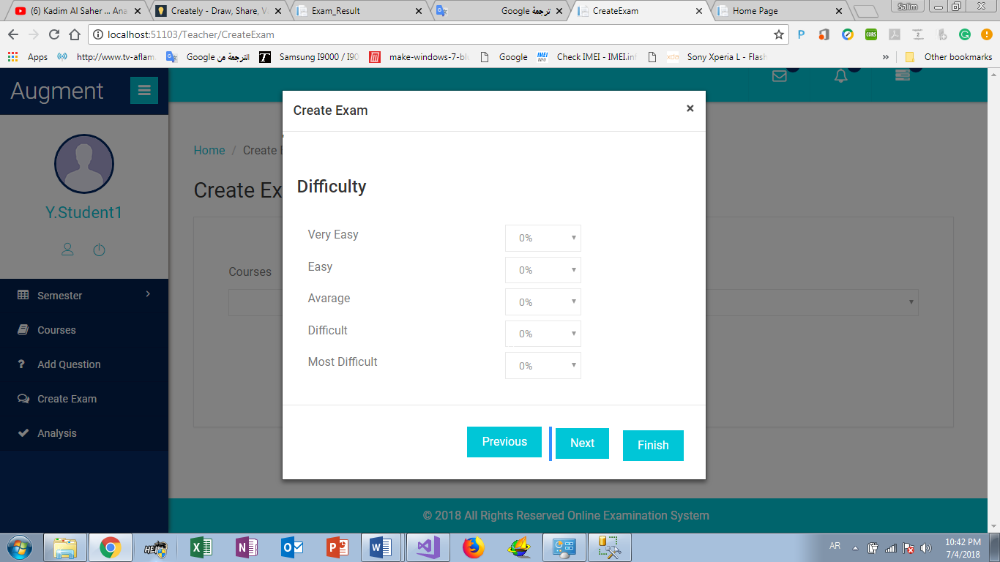 (6) Kadim Al Saher ... Ana
Creately - Draw, Share, V
Exam_Result
ترجمة Google
CreateExam
Home Page
Salim
localhost:51103/Teacher/CreateExam
Apps
http://www.tv-aflam.
الترجمة من Google
Samsung I9000 / I90
make-windows-7-bl
Google
Check IMEI - IMEI.inf
Sony Xperia L - Flash
Other bookmarks
Augment
Create Exam
Home / Create E
Difficulty
Create Ex
Y.Student1
Very Easy 0%
Easy 0%
Courses
Avarage 0%
Difficult 0%
Most Difficult 0%
Semester
Courses
Add Question
Create Exam
Analysis
Previous
Next
Finish
© 2018 All Rights Reserved Online Examination System
AR
10:42 PM
7/4/2018